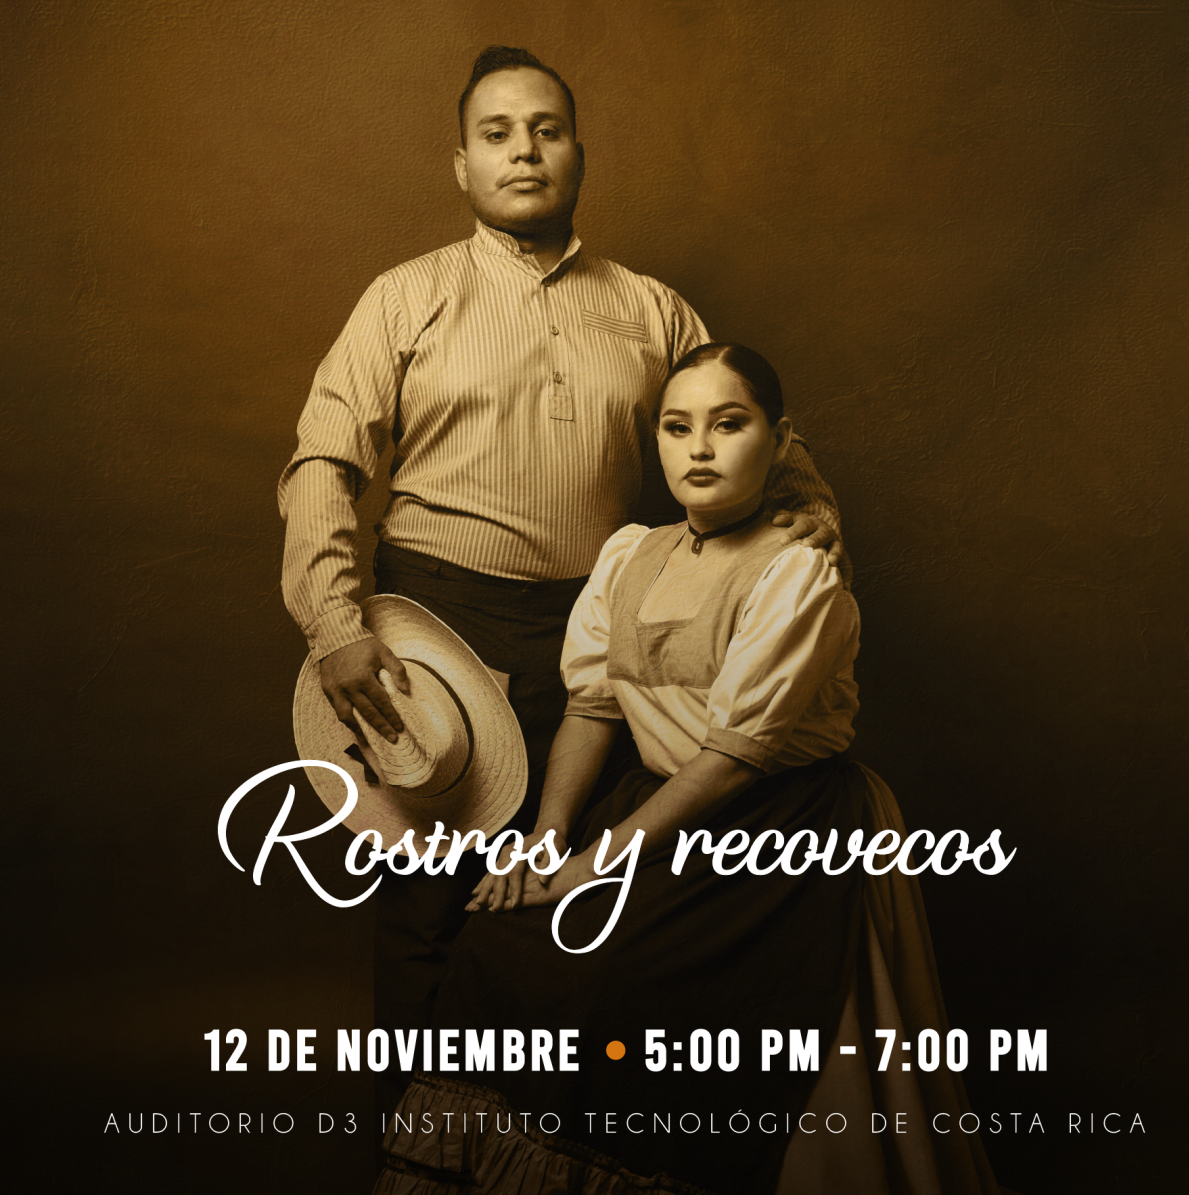 Rostros y recovecos
12 DE NOVIEMBRE • 5:00 PM - 7:00 PM
AUDITORIO D3 INSTITUTO TECNOLÓGICO DE COSTA RICA